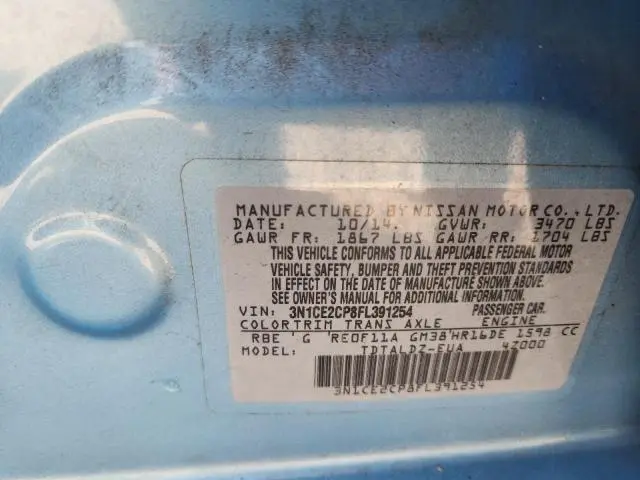 MANUFACTURED BY NISSAN MOTOR CO., LTD.
DATE: 10/14. GVWR: 3470 LBS
GAWR FR: 1867 LBS GAWR RR: 1704 LBS
THIS VEHICLE CONFORMS TO ALL APPLICABLE FEDERAL MOTOR
VEHICLE SAFETY, BUMPER AND THEFT PREVENTION STANDARDS
IN EFFECT ON THE DATE OF MANUFACTURE SHOWN ABOVE.
SEE OWNER'S MANUAL FOR ADDITIONAL INFORMATION.
VIN: 3N1CE2CP8FL391254 PASSENGER CAR.
COLOR TRIM TRANS AXLE ENGINE
RBE G RE0F11A GM38 HR16DE 1598 CC
MODEL: TDTALDZ-EUA 4Z000
3N1CE2CP8FL391254